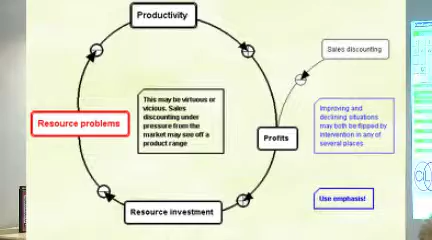 Productivity
Sales discounting
This may be virtuous or
vicious. Sales
discounting under
pressure from the
market may see off a
product range
Improving and
declining situations
may both be flipped by
intervention in any of
several places
Resource problems
Profits
Resource investment
Use emphasis!